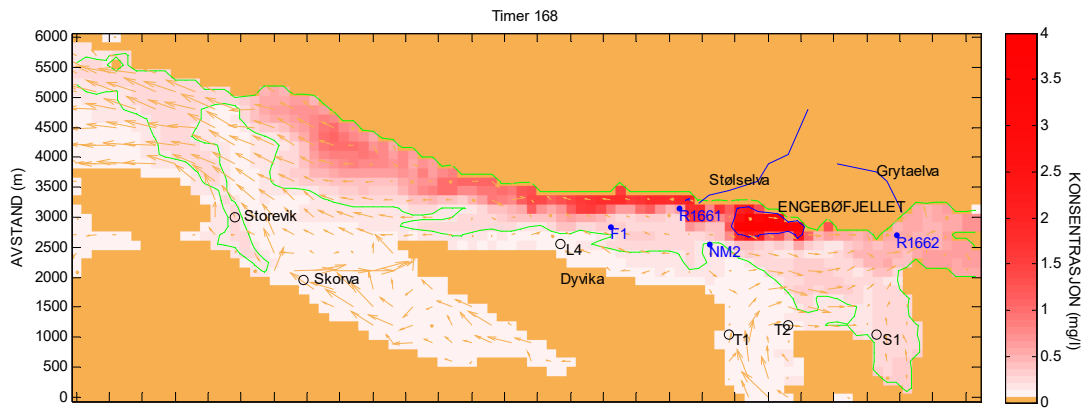 Timer 168
6000
5500
5000
4500
4000
3500
3000
2500
2000
1500
1000
500
0
AVSTAND (m)
Stølselva
Grytaelva
ENGEBØFJELLET
R1661
R1662
Storevik
F1
L4
NM2
Skorva
Dyvika
T1
T2
S1
4
3.5
3
2.5
2
1.5
1
0.5
0
KONSENTRASJON (mg/l)